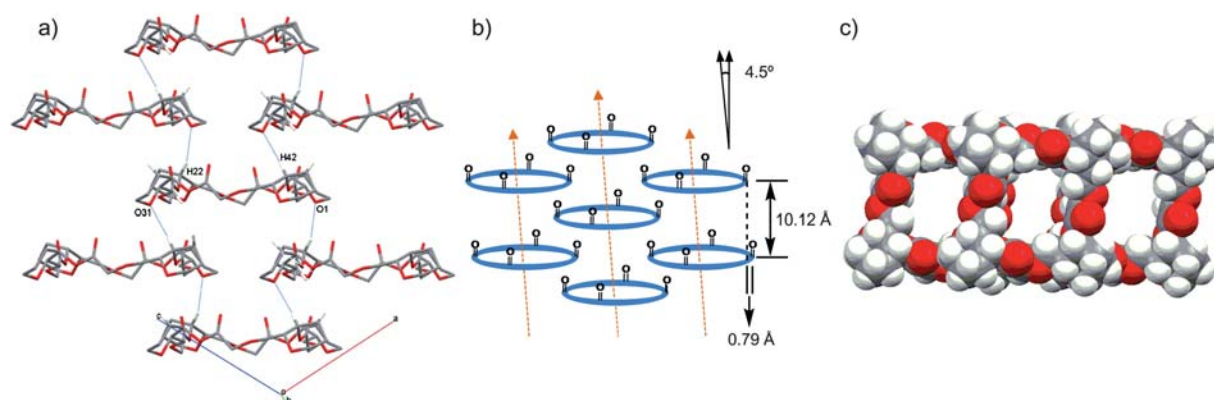 a)
H42
H22
O31
O1
c
a
b)
4.5º
O
O O
O
O O
O O O O
O O
O
O O
O
O O
O O O O
O O
O
O O
O
10.12 Å
0.79 Å
c)